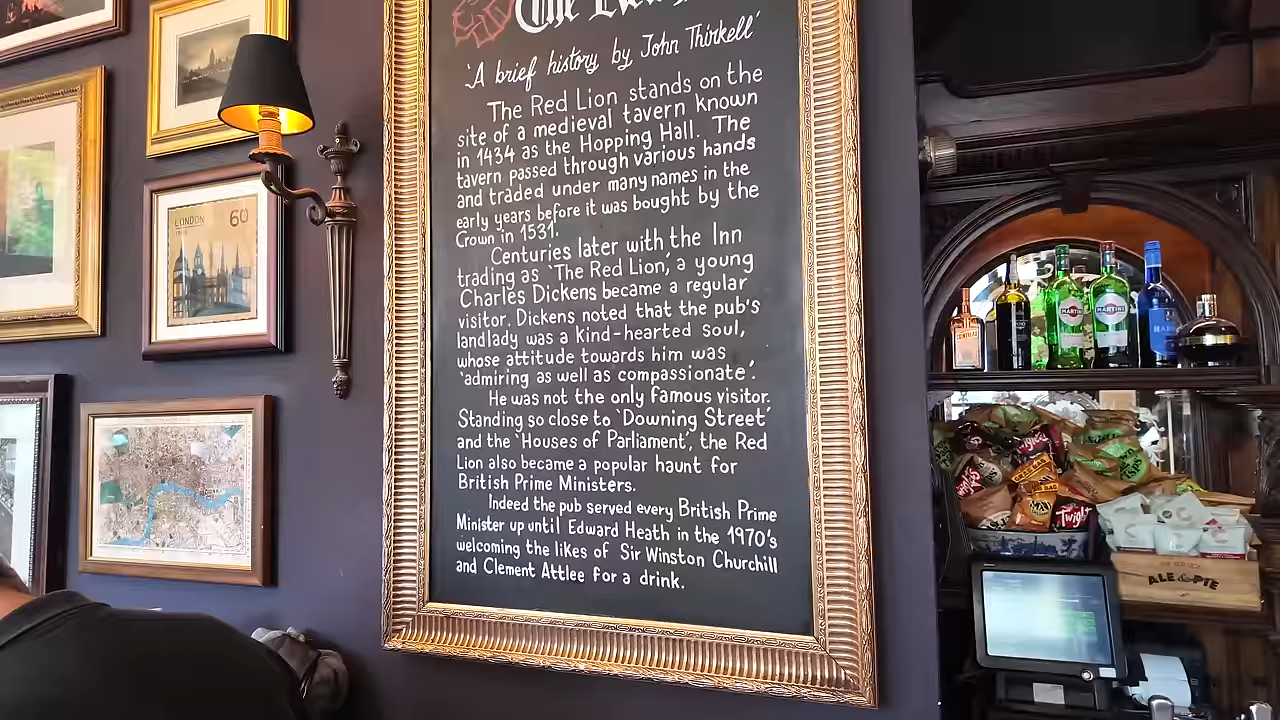 The
'A brief history by John Thirkell'
The Red Lion stands on the
site of a medieval tavern known
in 1434 as the Hopping Hall. The
tavern passed through various hands
and traded under many names in the
early years before it was bought by the
Crown in 1531.
Centuries later with the Inn
trading as 'The Red Lion', a young
Charles Dickens became a regular
visitor. Dickens noted that the pub's
landlady was a kind-hearted soul,
whose attitude towards him was
'admiring as well as compassionate'.
He was not the only famous visitor.
Standing so close to 'Downing Street'
and the 'Houses of Parliament', the Red
Lion also became a popular haunt for
British Prime Ministers.
Indeed the pub served every British Prime
Minister up until Edward Heath in the 1970's
welcoming the likes of Sir Winston Churchill
and Clement Attlee for a drink.
LONDON
60
MARTINI
MARTINI
Twigl
ALE & PIE